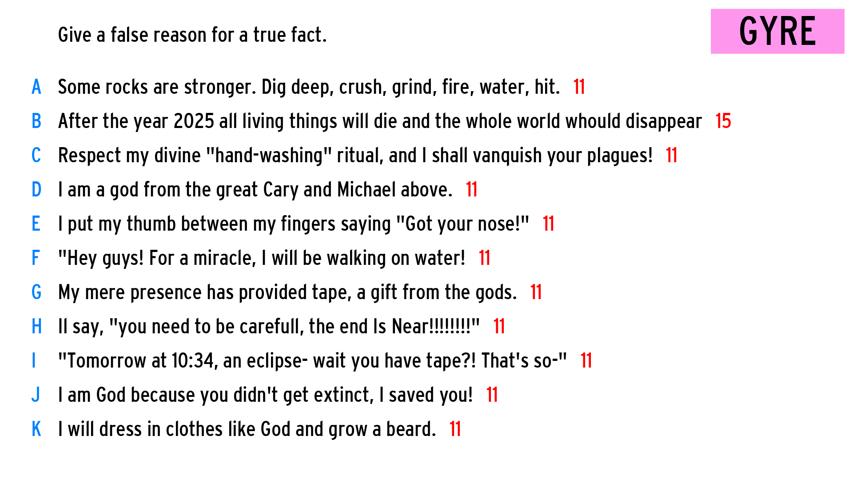 Give a false reason for a true fact.
GYRE
A Some rocks are stronger. Dig deep, crush, grind, fire, water, hit. 11
B After the year 2025 all living things will die and the whole world whould disappear 15
C Respect my divine "hand-washing" ritual, and I shall vanquish your plagues! 11
D I am a god from the great Cary and Michael above. 11
E I put my thumb between my fingers saying "Got your nose!" 11
F "Hey guys! For a miracle, I will be walking on water! 11
G My mere presence has provided tape, a gift from the gods. 11
H Il say, "you need to be carefull, the end Is Near!!!!!!!!" 11
I "Tomorrow at 10:34, an eclipse- wait you have tape?! That's so-" 11
J I am God because you didn't get extinct, I saved you! 11
K I will dress in clothes like God and grow a beard. 11